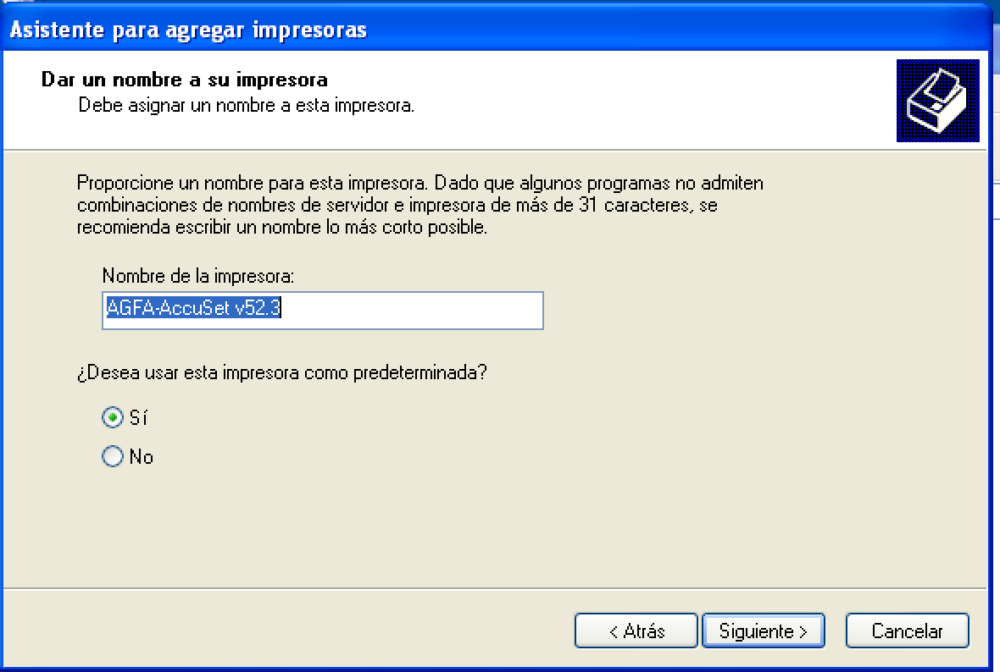 Asistente para agregar impresoras
Dar un nombre a su impresora
Debe asignar un nombre a esta impresora.
Proporcione un nombre para esta impresora. Dado que algunos programas no admiten
combinaciones de nombres de servidor e impresora de más de 31 caracteres, se
recomienda escribir un nombre lo más corto posible.
Nombre de la impresora:
AGFA-AccuSet v52.3
¿Desea usar esta impresora como predeterminada?
Sí
No
< Atrás
Siguiente >
Cancelar